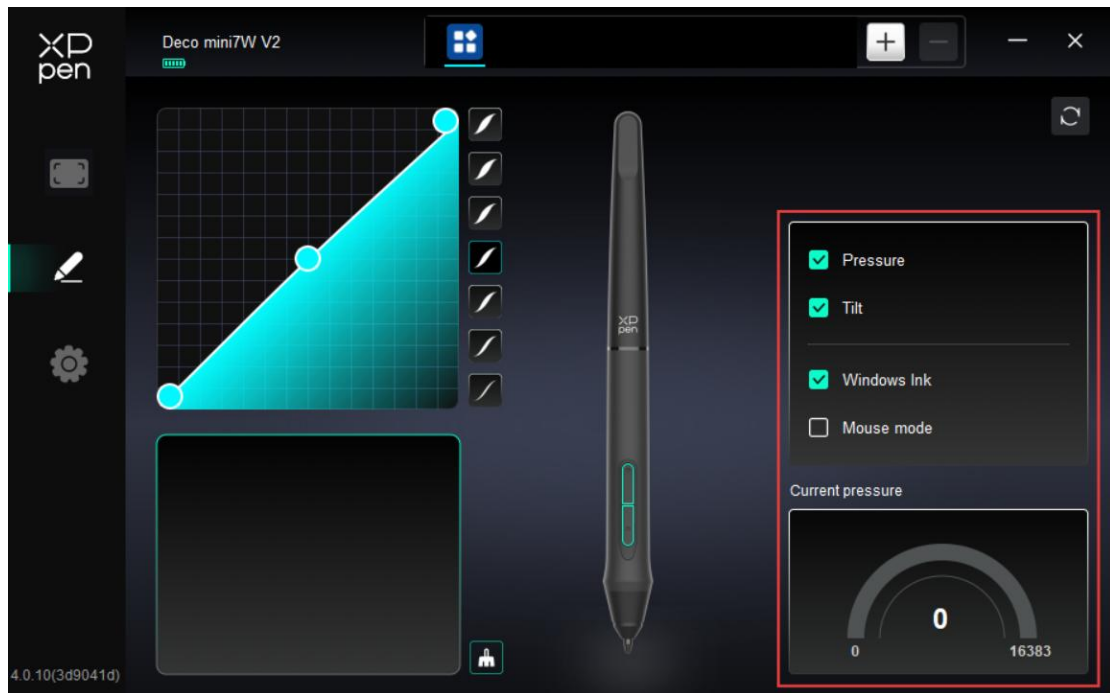 XP
pen
Deco mini7W V2
Pressure
Tilt
XP
pen
Windows Ink
Mouse mode
Current pressure
0
0
16383
4.0.10(3d9041d)